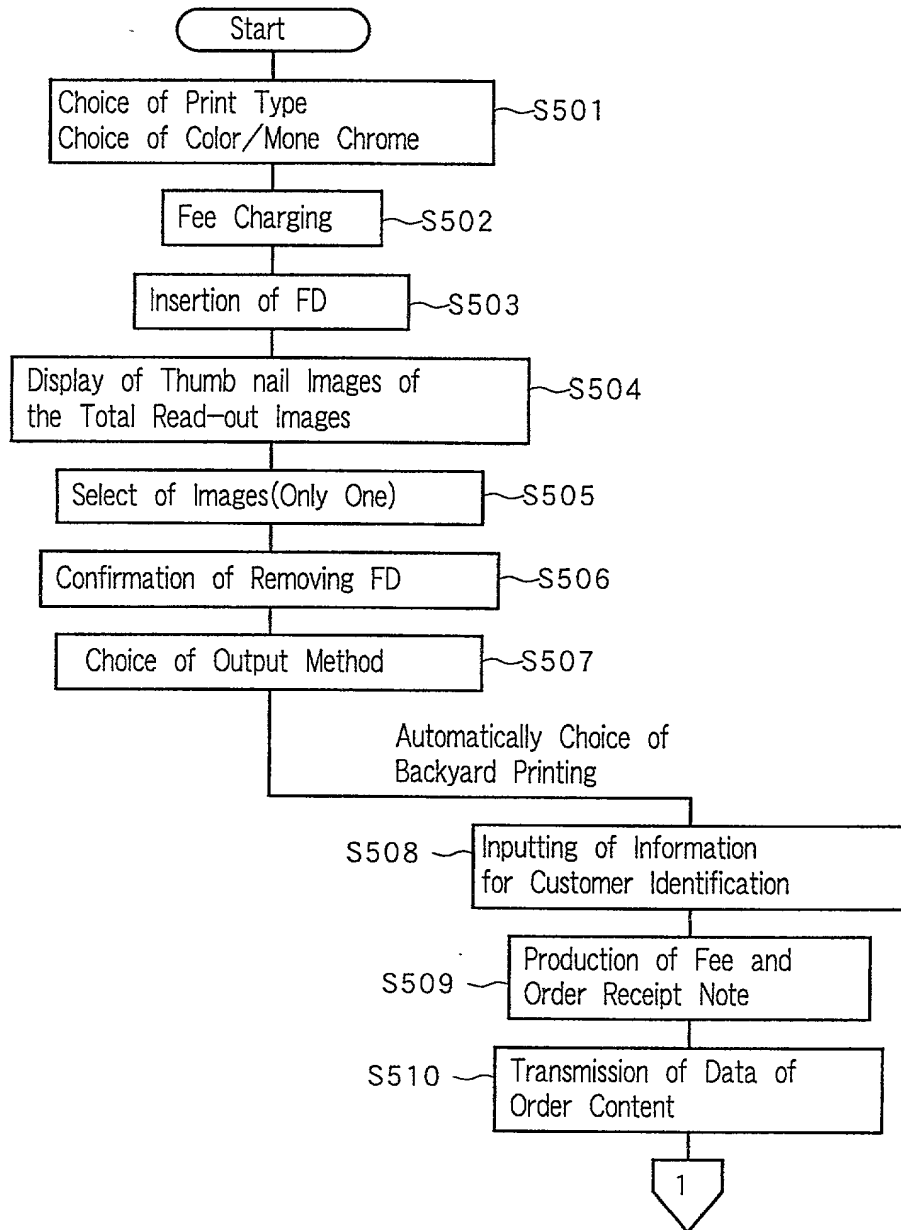 Start
Choice of Print Type
Choice of Color/Mone Chrome
S501
Fee Charging
S502
Insertion of FD
S503
Display of Thumb nail Images of
the Total Read-out Images
S504
Select of Images(Only One)
S505
Confirmation of Removing FD
S506
Choice of Output Method
S507
Automatically Choice of
Backyard Printing
S508
Inputting of Information
for Customer Identification
Production of Fee and
Order Receipt Note
S509
S510
Transmission of Data of
Order Content
1